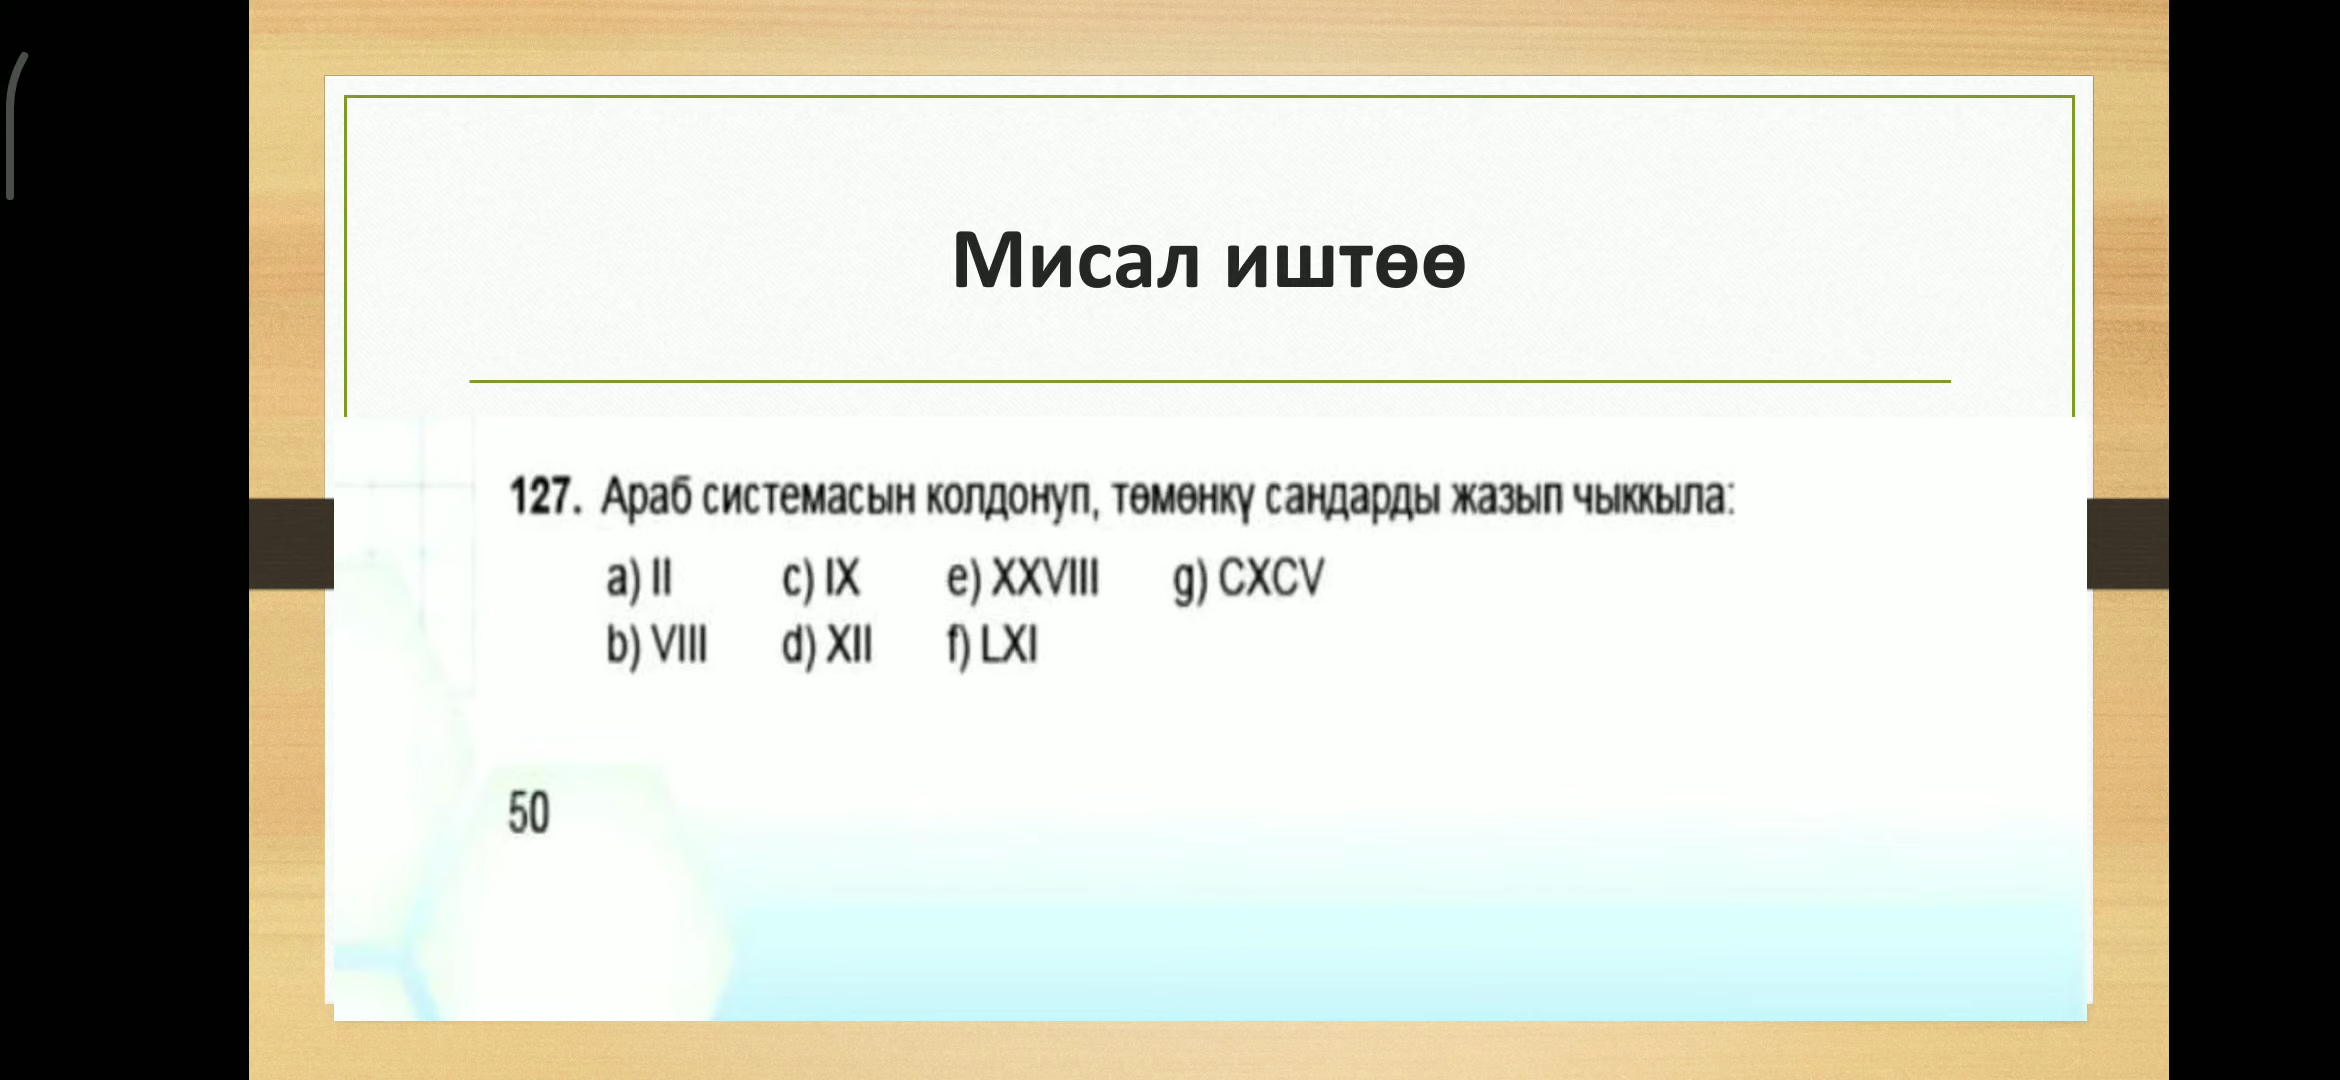 Мисал иштөө
127. Араб системасын колдонуп, төмөнкү сандарды жазып чыккыла:
a) II c) IX e) XXVIII g) CXCV
b) VIII d) XII f) LXI
50